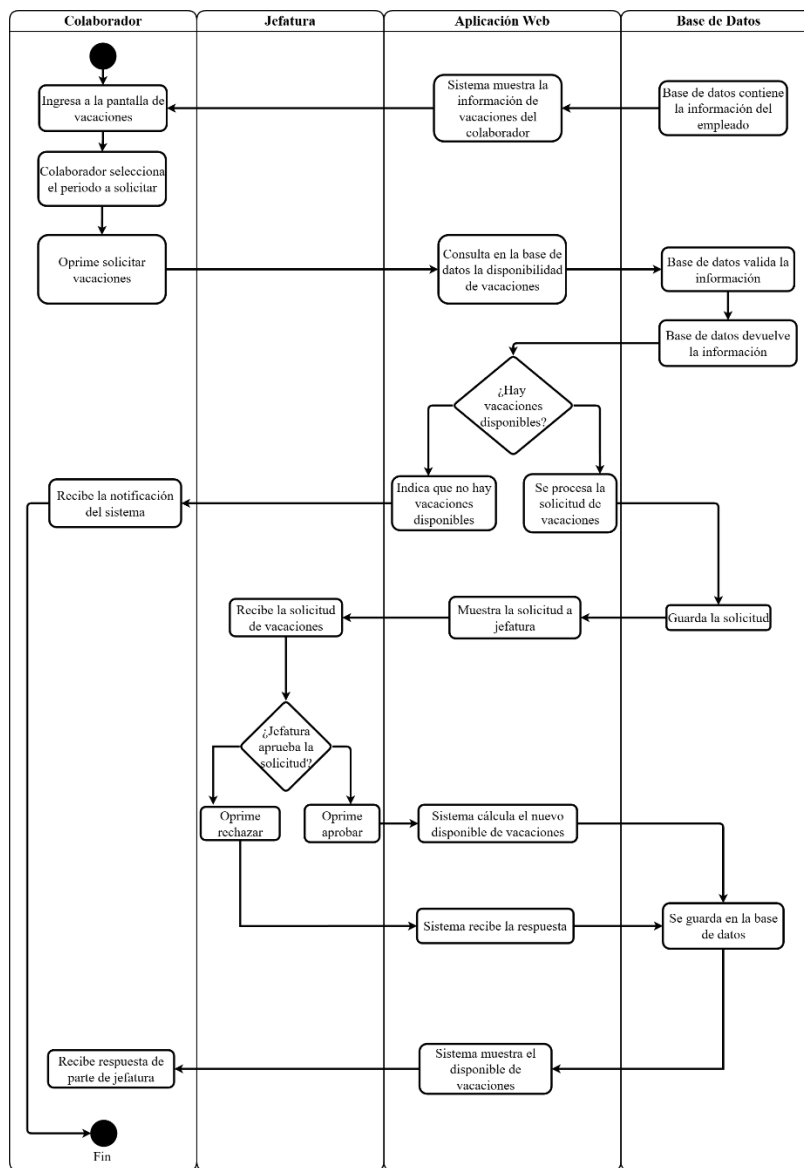 Colaborador
Jefatura
Aplicación Web
Base de Datos
Ingresa a la pantalla de
vacaciones
Sistema muestra la
información de
vacaciones del
colaborador
Base de datos contiene
la información del
empleado
Colaborador selecciona
el periodo a solicitar
Oprime solicitar
vacaciones
Consulta en la base de
datos la disponibilidad
de vacaciones
Base de datos valida la
información
Base de datos devuelve
la información
¿Hay
vacaciones
disponibles?
Recibe la notificación
del sistema
Indica que no hay
vacaciones
disponibles
Se procesa la
solicitud de
vacaciones
Recibe la solicitud
de vacaciones
Muestra la solicitud a
jefatura
Guarda la solicitud
¿Jefatura
aprueba la
solicitud?
Oprime
rechazar
Oprime
aprobar
Sistema cálcula el nuevo
disponible de vacaciones
Sistema recibe la respuesta
Se guarda en la base
de datos
Recibe respuesta de
parte de jefatura
Sistema muestra el
disponible de
vacaciones
Fin